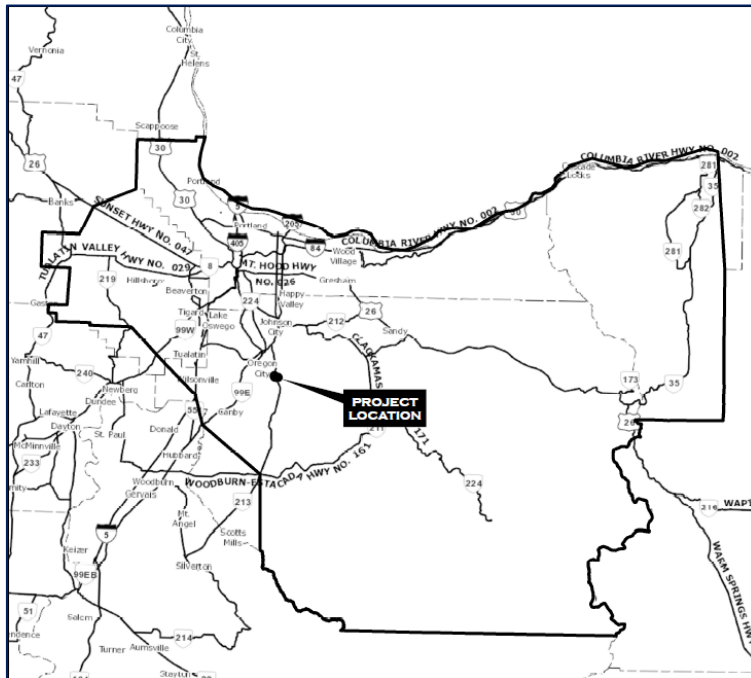 Columbia
City
St.
Helens
Vernonia
47
Scappoose
30
26
Banks
Portland
30
SUNSET HWY NO. 047
5
205
Portland
405
84
COLUMBIA RIVER HWY NO. 002
30
Wood
Village
COLUMBIA RIVER HWY NO. 002
Cascade
Locks
281
35
282
281
TUALATIN VALLEY HWY NO. 029
8
MT. HOOD HWY
NO. 026
Gresham
219
Hillsboro
Beaverton
224
Happy
Valley
26
Tigard
Lake
Oswego
99W
Johnson
City
212
Sandy
47
Tualatin
Yamhill
240
Carlton
Newberg
Dundee
Wilsonville
Oregon
City
99E
Canby
PROJECT
LOCATION
CLACKAMAS
171
211
173
35
26
Lafayette
Dayton
St. Paul
Donald
Hubbard
McMinnville
233
Woodburn
Gervais
WOODBURN-ESTACADA HWY NO. 161
213
224
216
WAPT
WARM SPRINGS HWY
Mt.
Angel
Scotts
Mills
5
Keizer
Silverton
99EB
51
Salem
214
Turner
Aumsville
Stayton